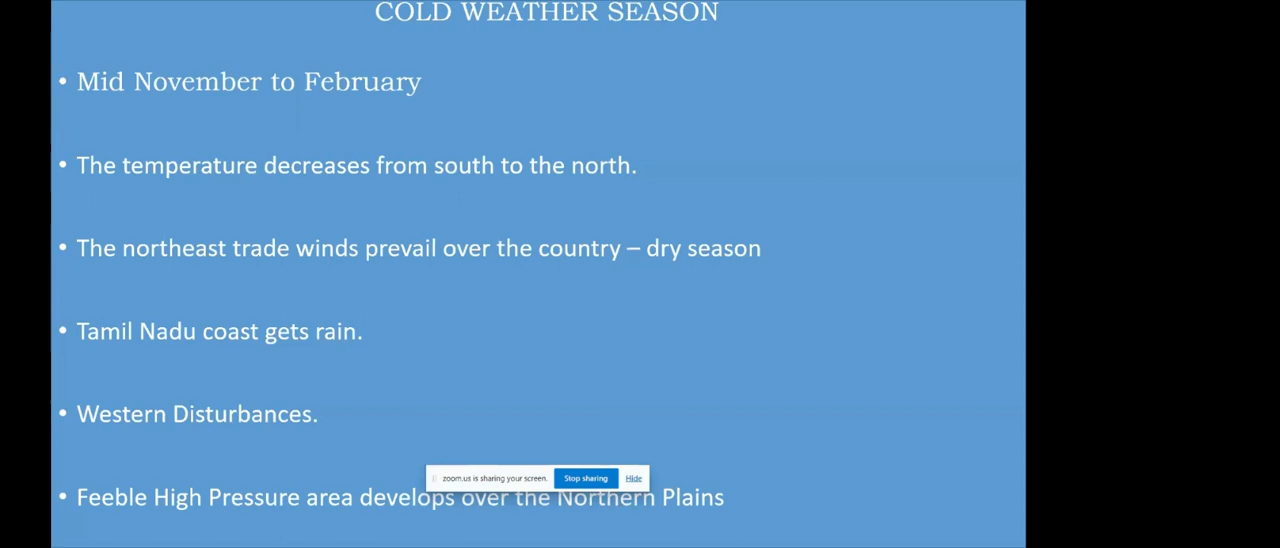 COLD WEATHER SEASON
• Mid November to February
• The temperature decreases from south to the north.
• The northeast trade winds prevail over the country – dry season
• Tamil Nadu coast gets rain.
• Western Disturbances.
zoom.us is sharing your screen. Stop sharing Hide
• Feeble High Pressure area develops over the Northern Plains